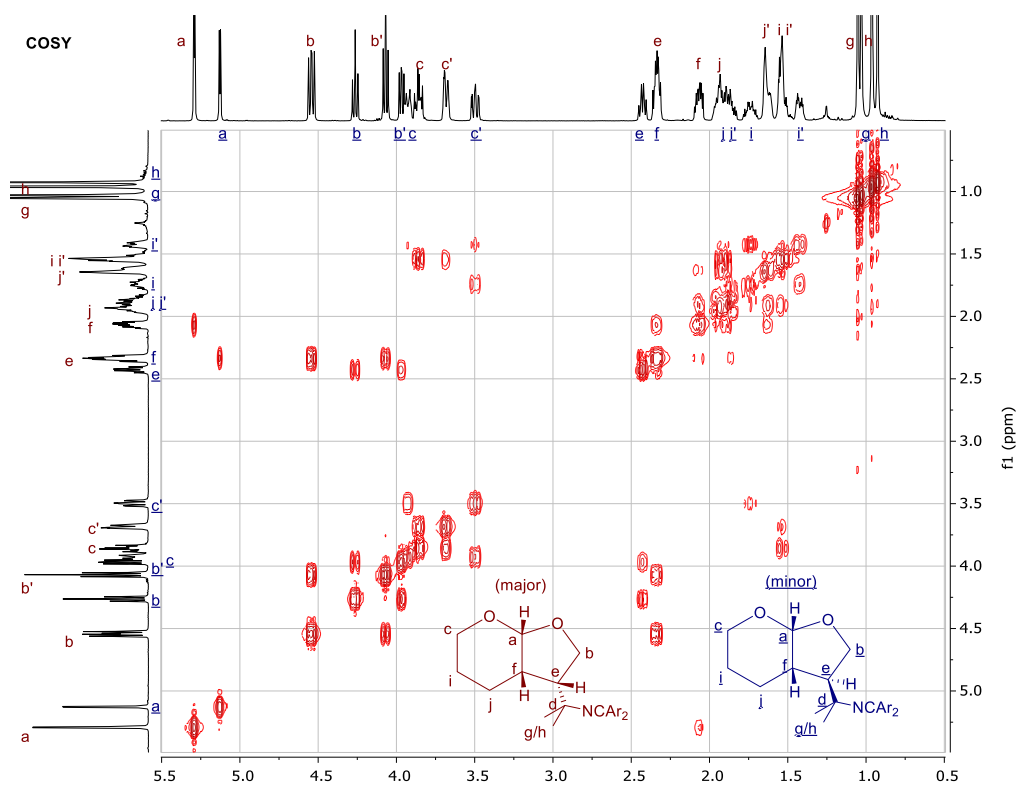 COSY
a b b' c c' e f j j' i i' g h
a b b' c c' e f j j' i i' g h
h
h
g
g
i'
i i'
j'
i
j j'
j
f
e
f
e
c'
c'
c
c
b'
b'
b
b
a
a
1.0
1.5
2.0
2.5
3.0
3.5
4.0
4.5
5.0
f1 (ppm)
(major)
H
O O
c a
b
f e
i H
H
j
d NCAr2
g/h
(minor)
H
O O
c a
b
f e
i H
H
j
d NCAr2
g/h
5.5 5.0 4.5 4.0 3.5 3.0 2.5 2.0 1.5 1.0 0.5